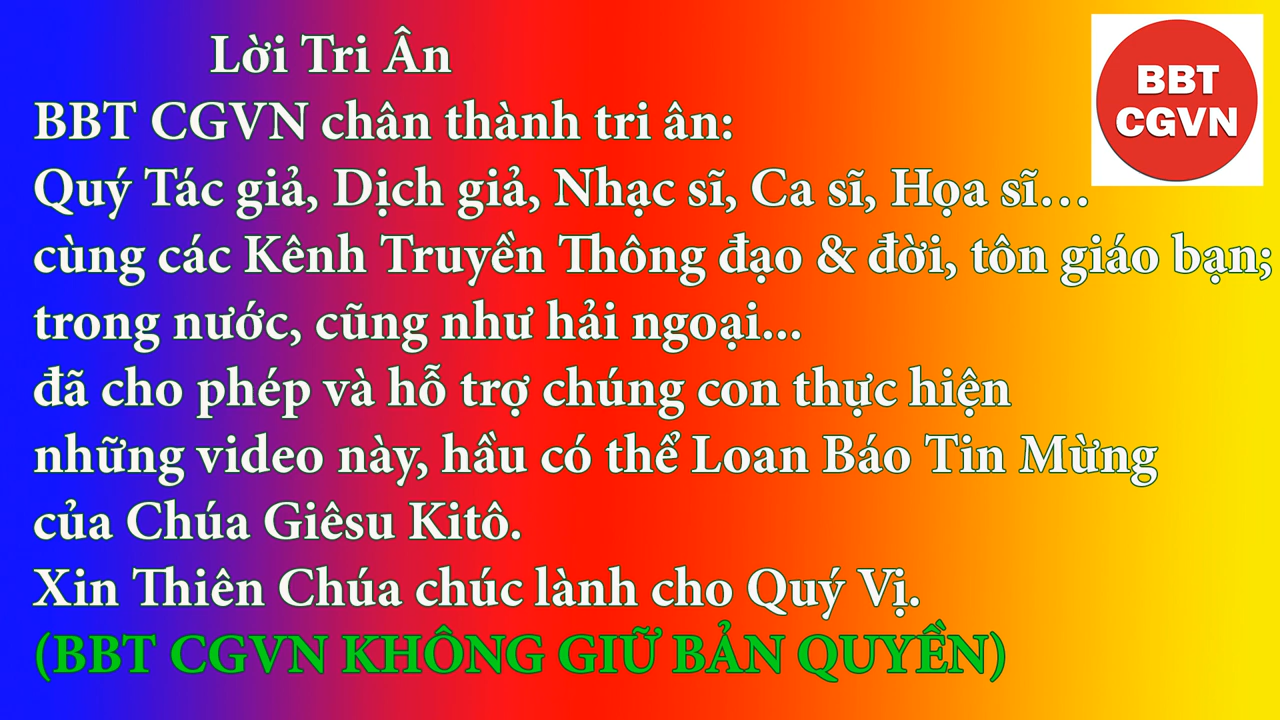 Lời Tri Ân
BBT
CGVN
BBT CGVN chân thành tri ân:
Quý Tác giả, Dịch giả, Nhạc sĩ, Ca sĩ, Họa sĩ…
cùng các Kênh Truyền Thông đạo & đời, tôn giáo bạn;
trong nước, cũng như hải ngoại...
đã cho phép và hỗ trợ chúng con thực hiện
những video này, hầu có thể Loan Báo Tin Mừng
của Chúa Giêsu Kitô.
Xin Thiên Chúa chúc lành cho Quý Vị.
(BBT CGVN KHÔNG GIỮ BẢN QUYỀN)